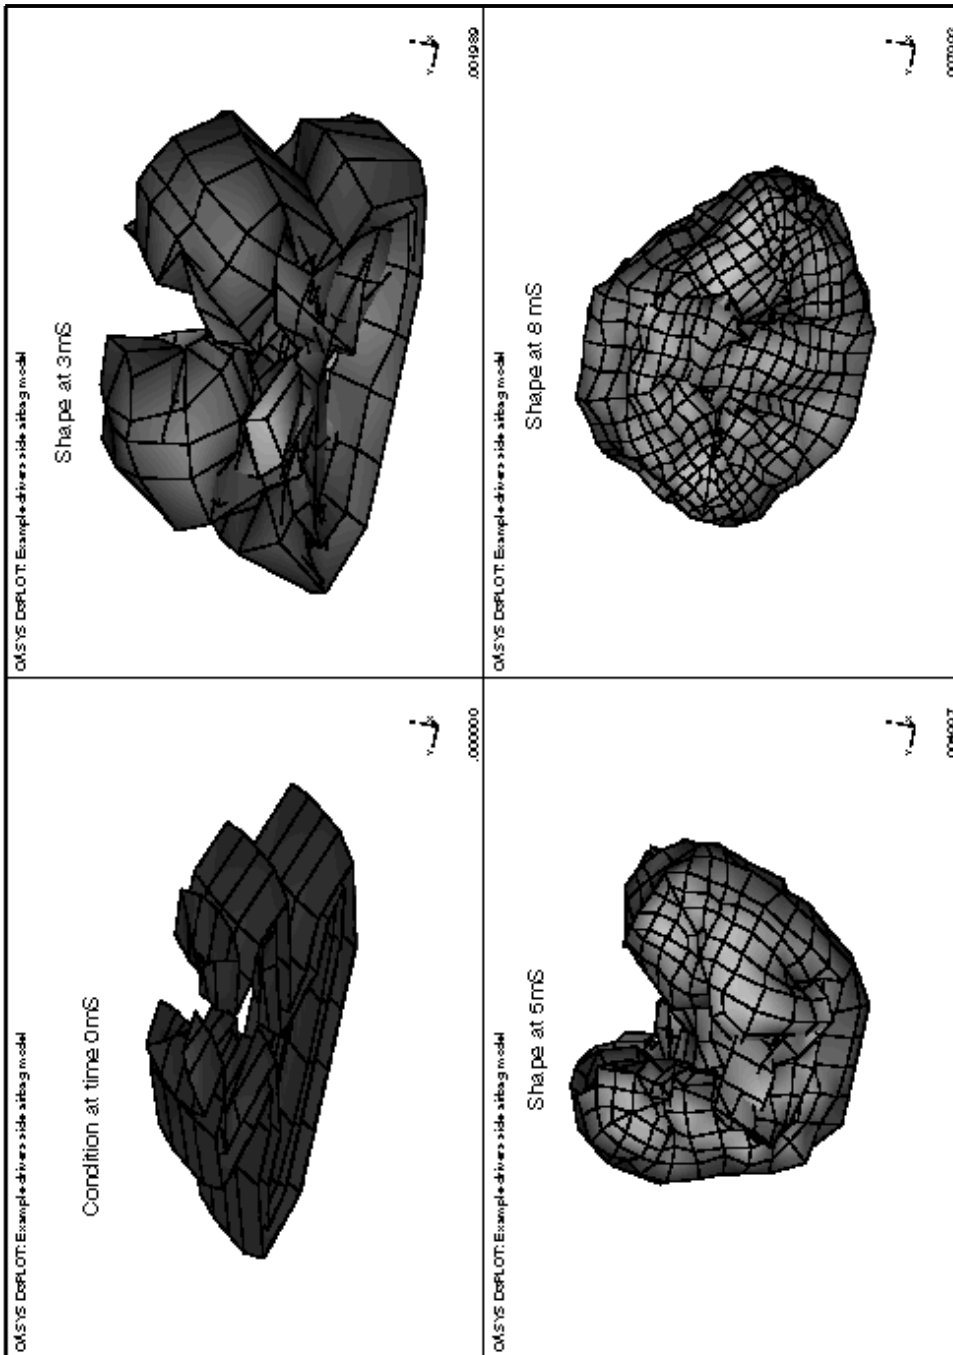 OASYS D3PLOT: Example drivers side airbag model
Condition at time 0mS
Y
X
.000000
OASYS D3PLOT: Example drivers side airbag model
Shape at 3mS
Y
X
OASYS D3PLOT: Example drivers side airbag model
Shape at 5mS
Y
X
OASYS D3PLOT: Example drivers side airbag model
Shape at 8 mS
Y
X